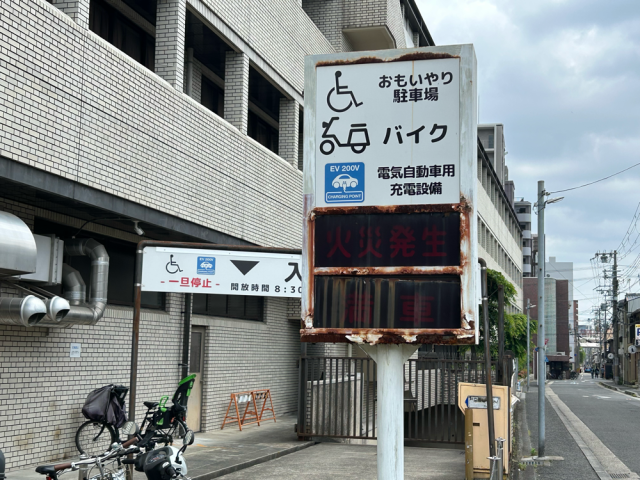 おもいやり
駐車場
バイク
EV 200V
CHARGING POINT
電気自動車用
充電設備
火災発生
- 一旦停止 -
開放時間 8:30